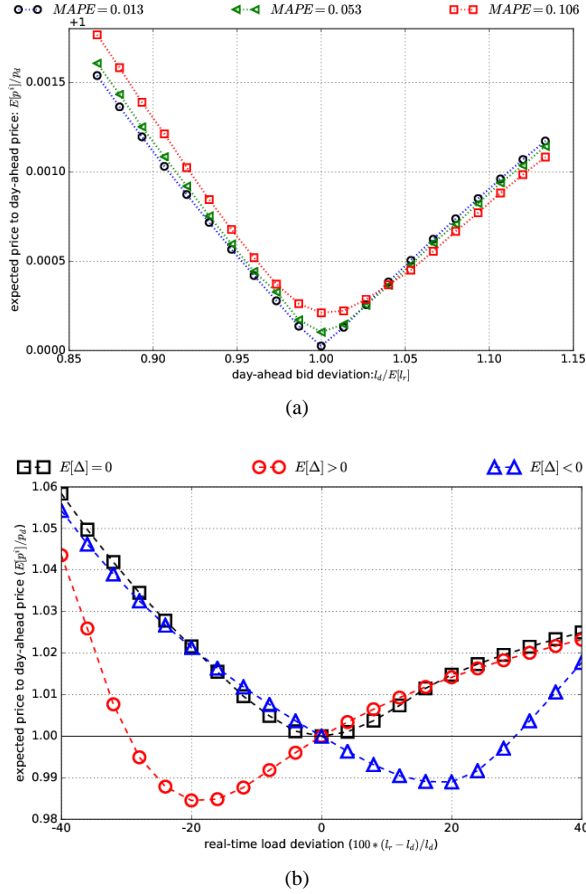 MAPE = 0.013 MAPE = 0.053 MAPE = 0.106
+1
0.0015
0.0010
0.0005
0.0000
expected price to day-ahead price: E[p^i]/p_d
0.85 0.90 0.95 1.00 1.05 1.10 1.15
day-ahead bid deviation:l_d/E[l_r]
(a)
E[Δ]=0 E[Δ]>0 E[Δ]<0
1.06
1.05
1.04
1.03
1.02
1.01
1.00
0.99
0.98
expected price to day-ahead price (E[p^i]/p_d)
-40 -20 0 20 40
real-time load deviation (100*(l_r − l_d)/l_d)
(b)